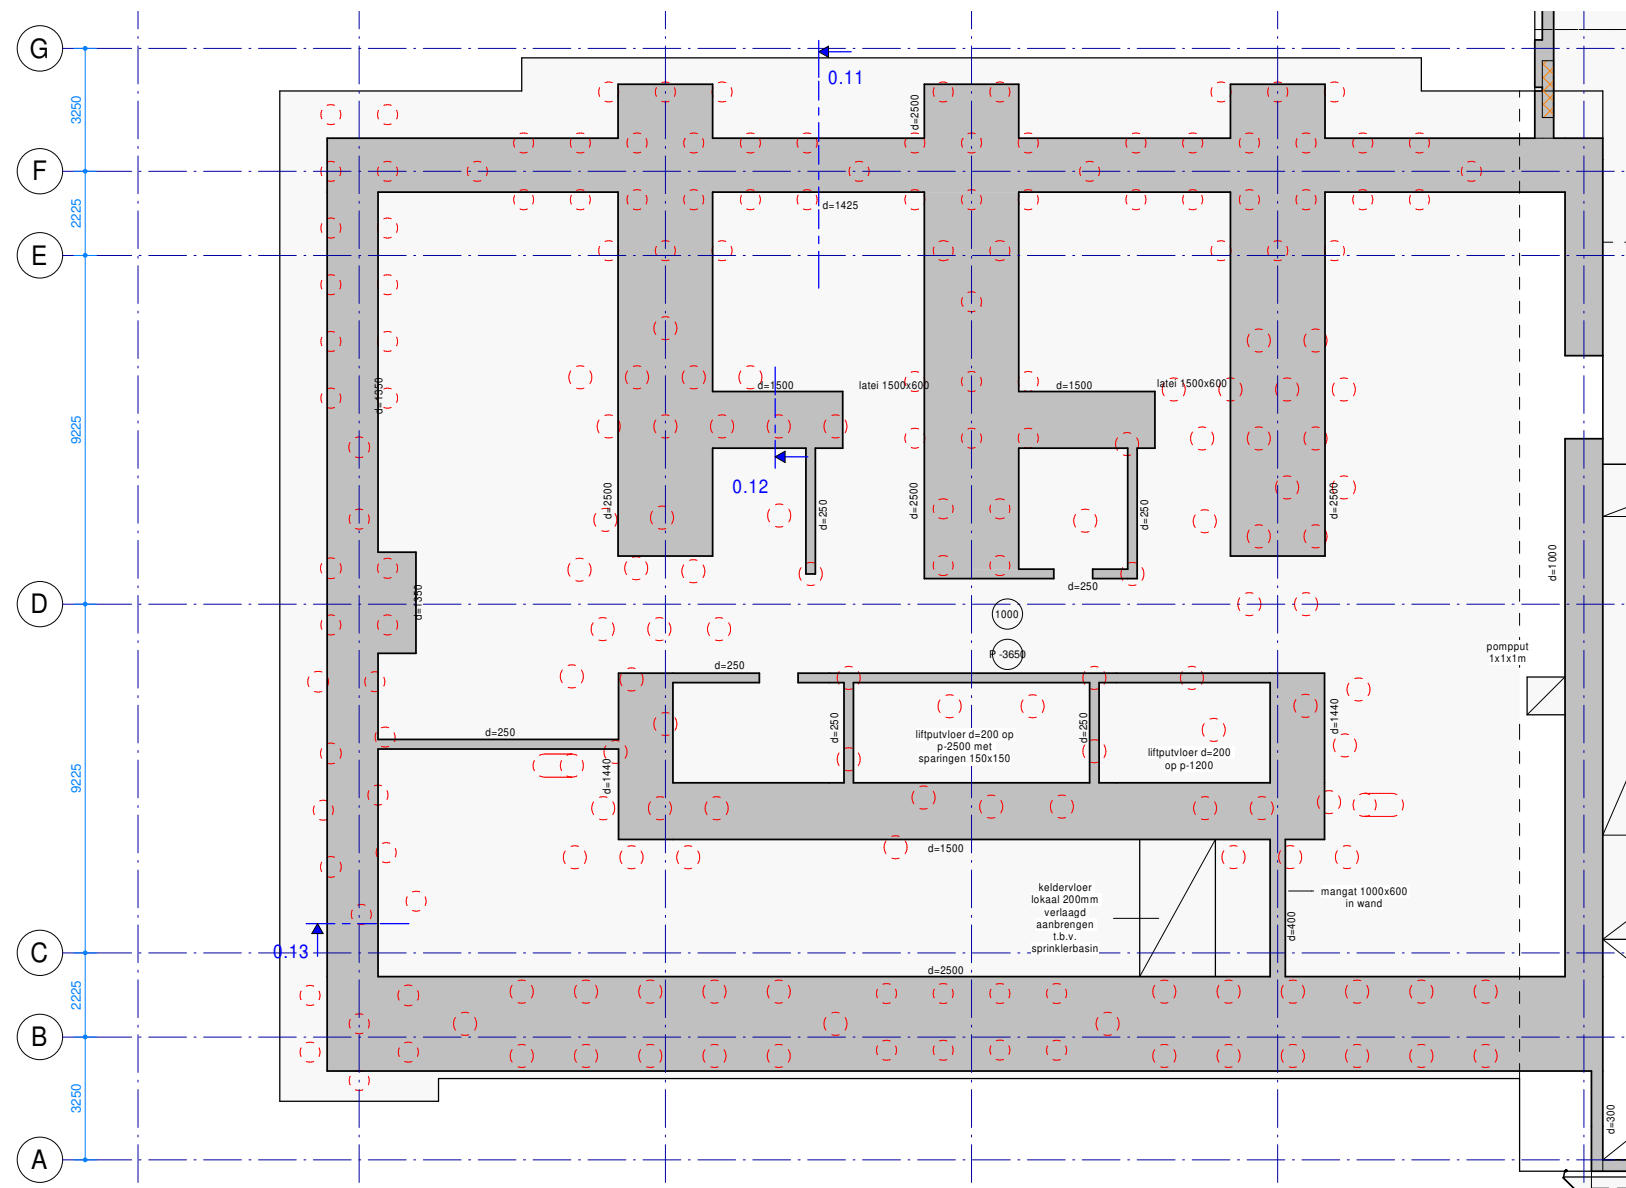 G
0.11
3250
d=2500
F
2225
d=1425
E
d=1350
d=1500
latei 1500x600
d=1500
latei 1500x600
9225
0.12
d=2500
d=250
d=2500
d=250
d=2500
d=1000
d=250
d=1350
D
1000
P -3650
pompput
1x1x1m
d=250
d=1440
d=250
d=250
d=250
liftputvloer d=200 op
p-2500 met
sparingen 150x150
liftputvloer d=200
op p-1200
9225
d=1440
d=1500
keldervloer
lokaal 200mm
verlaagd
aanbrengen
t.b.v.
sprinklerbasin
mangat 1000x600
in wand
d=400
0.13
C
d=2500
2225
B
3250
d=300
A